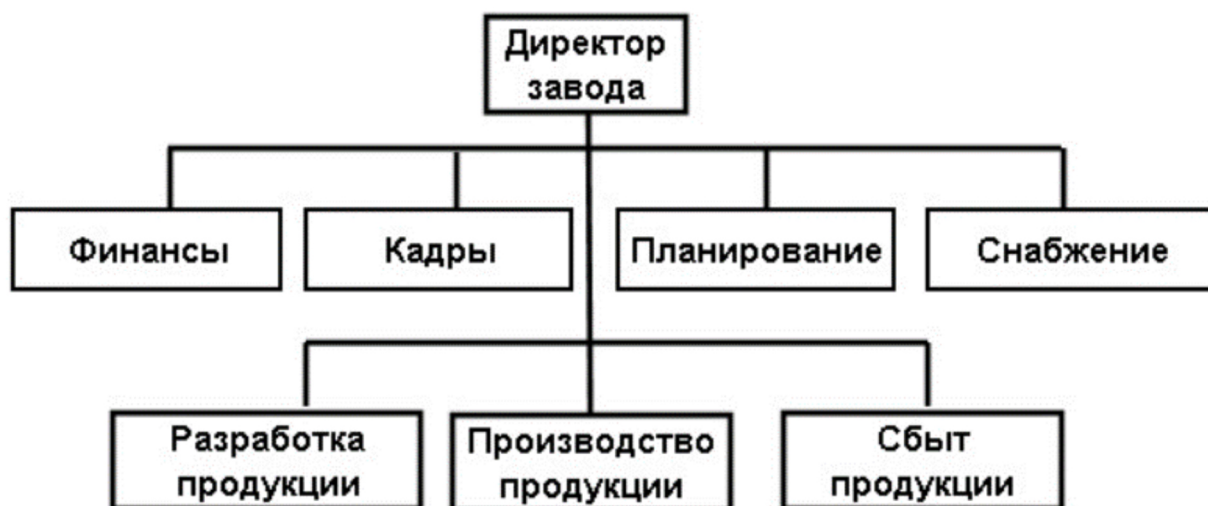 Директор
завода
Финансы
Кадры
Планирование
Снабжение
Разработка
продукции
Производство
продукции
Сбыт
продукции